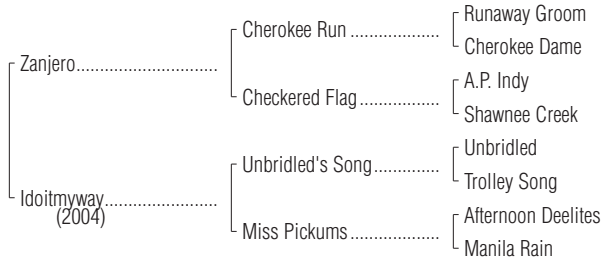 Runaway Groom
Cherokee Run ..................
Cherokee Dame
Zanjero.............................
A.P. Indy
Checkered Flag................
Shawnee Creek
Unbridled
Unbridled's Song.............
Trolley Song
Idoitmyway.......................
(2004)
Afternoon Deelites
Miss Pickums ..................
Manila Rain